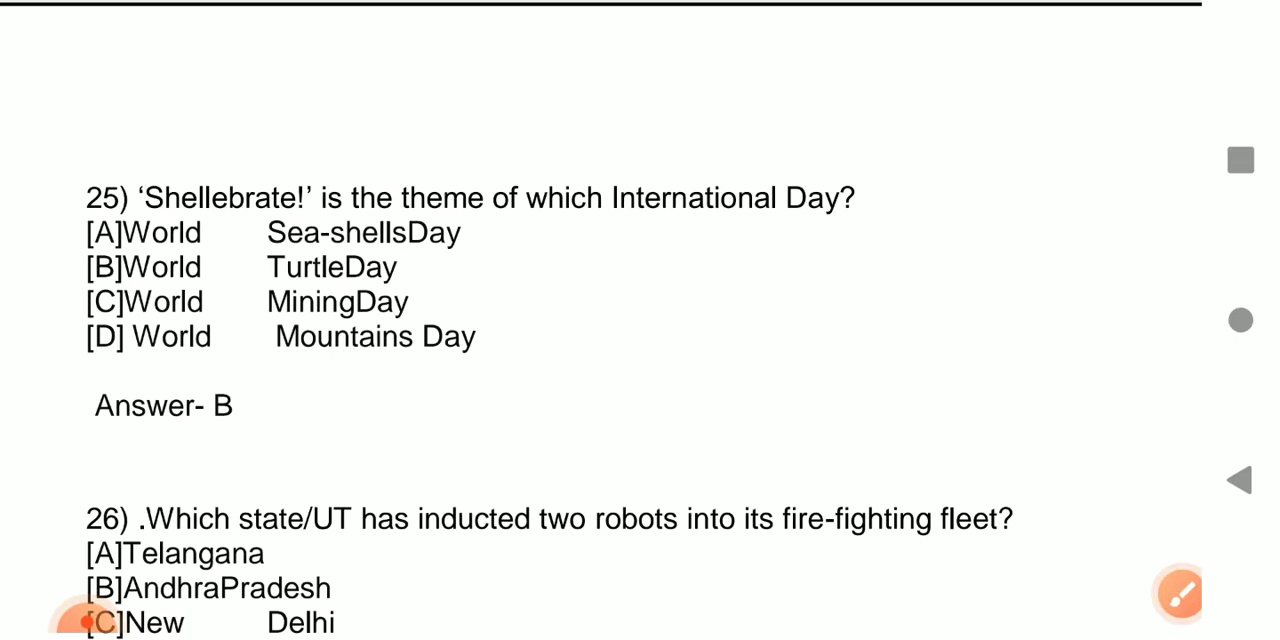 25) ‘Shellebrate!’ is the theme of which International Day?
[A]World Sea-shellsDay
[B]World TurtleDay
[C]World MiningDay
[D] World Mountains Day
Answer- B
26) .Which state/UT has inducted two robots into its fire-fighting fleet?
[A]Telangana
[B]AndhraPradesh
[C]New Delhi